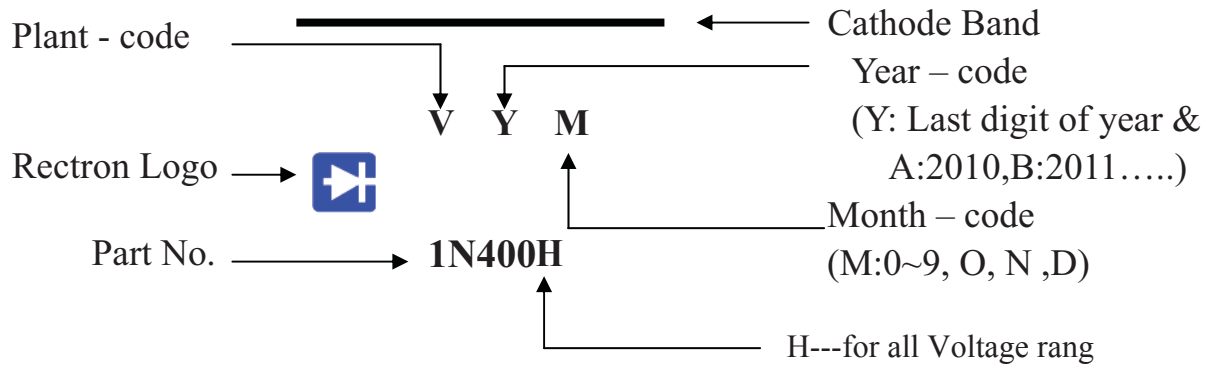 Plant - code
Cathode Band
Year – code
(Y: Last digit of year &
A:2010,B:2011…..)
V Y M
Rectron Logo
Month – code
(M:0~9, O, N ,D)
Part No.
1N400H
H---for all Voltage rang